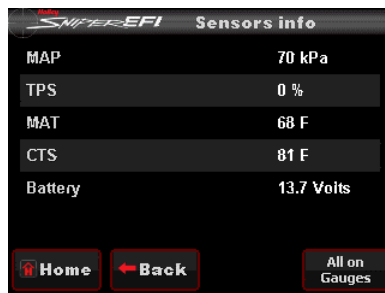 Holley
SNIPER EFI Sensors info
MAP 70 kPa
TPS 0 %
MAT 68 F
CTS 81 F
Battery 13.7 Volts
Home Back All on
Gauges